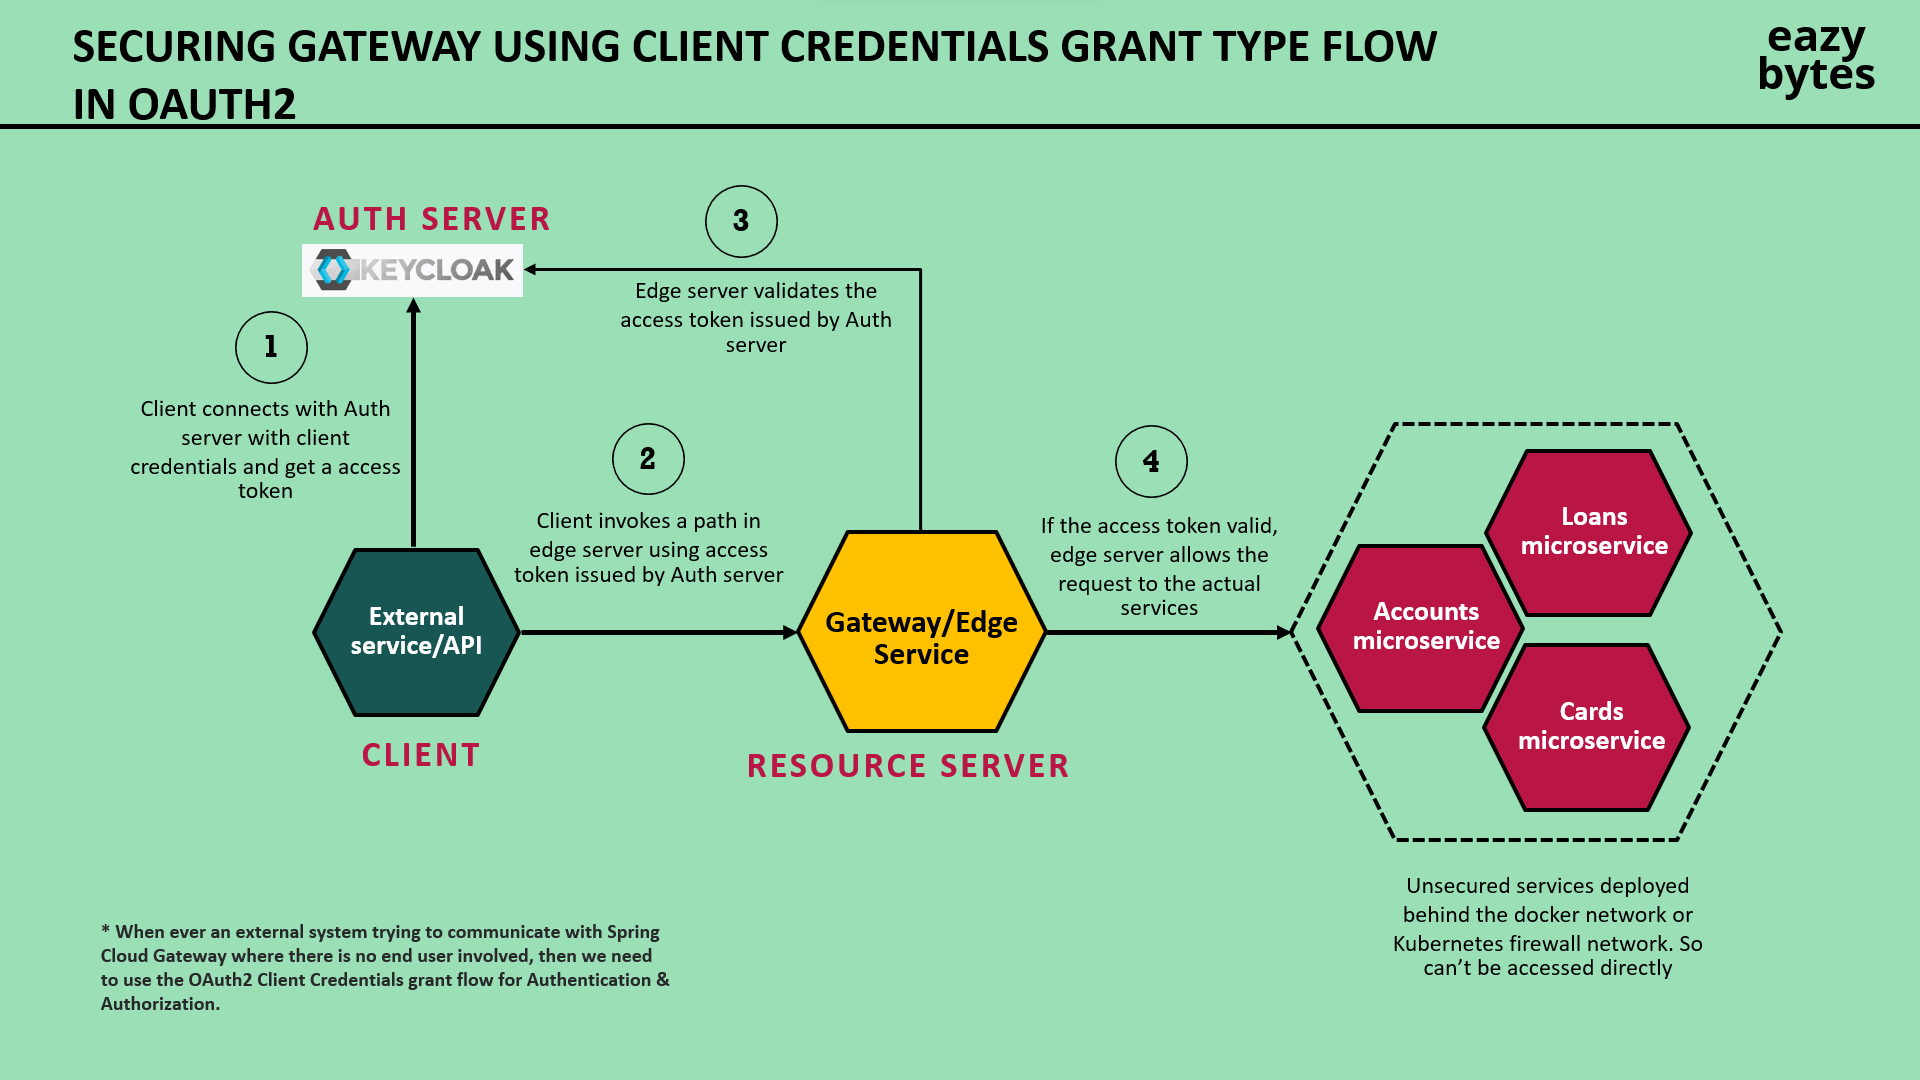 SECURING GATEWAY USING CLIENT CREDENTIALS GRANT TYPE FLOW
IN OAUTH2
eazy
bytes
AUTH SERVER
KEYCLOAK
3
Edge server validates the
access token issued by Auth
server
1
Client connects with Auth
server with client
credentials and get a access
token
2
Client invokes a path in
edge server using access
token issued by Auth server
4
If the access token valid,
edge server allows the
request to the actual
services
External
service/API
CLIENT
Gateway/Edge
Service
RESOURCE SERVER
Loans
microservice
Accounts
microservice
Cards
microservice
Unsecured services deployed
behind the docker network or
Kubernetes firewall network. So
can't be accessed directly
* When ever an external system trying to communicate with Spring
Cloud Gateway where there is no end user involved, then we need
to use the OAuth2 Client Credentials grant flow for Authentication &
Authorization.